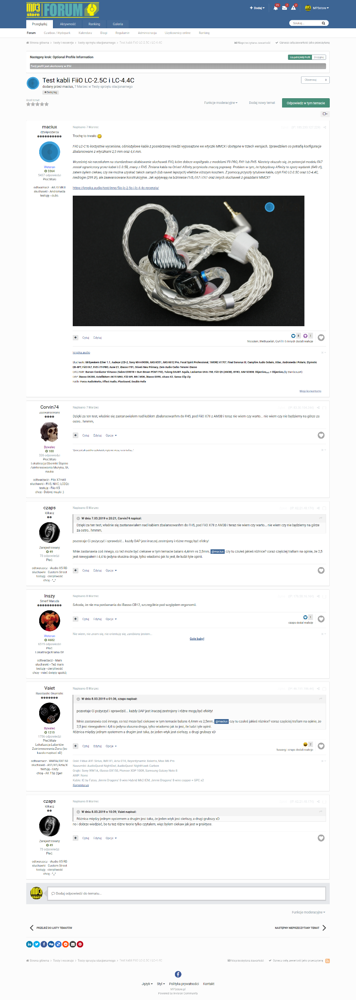 MP3 store FORUM
Dodaj
21
7
2
MP3store
Przeglądaj
Aktywność
Ranking
Galeria
Szukaj...
Forum
Czatbox / Hydepark
Kalendarz
Blogi
Regulamin
Administracja
Użytkownicy online
Ranking
Strona główna > Testy i recenzje > Testy sprzętu stacjonarnego > Test kabli FiiO LC-2.5C i LC-4.4C
Nieprzeczytana zawartość
Oznacz całą zawartość jako przeczytaną
Następny krok: Optional Profile Information
Uzupełnij Mój Profil
Zrezygnuj
Twój profil jest ukończony w 0%!
Test kabli FiiO LC-2.5C i LC-4.4C
dodany przez maciux, 7 Marzec w Testy sprzętu stacjonarnego
Dodaj tag
Obserwuj 3
Oceń temat:
Funkcje moderacyjne
Dodaj nowy temat
Odpowiedz w tym temacie
maciux
dźwiękożerca
Weteran
3364
5437 odpowiedzi
Płeć:Male
odtwarzacz - AK70 MKII
słuchawki - Andromeda
testuję - dużo.
Napisano 7 Marzec
Trochę to trwało
FiiO LC-C to korzystnie wycenione, ośmiożyłowe kable z posrebrzonej miedzi wyposażone we wtyczki MMCX i dostępne w trzech wersjach. Sprawdziłem co potrafią konfiguracje
zbalansowane z wtyczkami 2,5 mm oraz 4,4 mm.
Wcześniej nie narzekałem na standardowe okablowanie słuchawek FiiO, które dobrze współgrało z modelami F9 PRO, FH1 lub FH5. Niestety okazało się, że potencjał modelu FA7
został ograniczony przez kabel LC-3.5B, znany z FH5. Zmiana kabla na Oriveti Affinity przyniosła znaczą poprawę. Problem w tym, że hybrydowy Affinity to spory wydatek (849 zł),
zatem byłem ciekaw, czy nie można uzyskać takich samych (lub nawet lepszych) efektów niższym kosztem. Z pomocą przyszły tytułowe kable, czyli FiiO LC-2.5C oraz LC-4.4C,
niedrogie (299 zł), ale zaawansowane konstrukcyjnie. Jak wpływają na brzmienie FH5, FA7 i FA1 oraz innych słuchawek z gniazdami MMCX?
https://kropka.audio/test/inne/fiio-lc-2-5c-i-lc-4-4c-recenzja/
Cytuj
Edytuj
8
1
Nicodem, Methuselah, CoATI i 6 innych dodali reakcje
kropka.audio
Słuchawki: MrSpeakers Ether 1.1, Audeze LCD-2, Sony WH-H900N, AKG K551, AKG K612 Pro, Focal Spirit Professional, 1MORE H1707, Final Sonorus III, Campfire Audio Solaris, Atlas, Andromeda i Polaris, Etymotic
ER-4PT, FiiO FA7, FH5 i F9 PRO, Aune E1, iBasso IT01, Oriveti New Primacy, Zero Audio Carbo Tenore i Basso
DAC/AMP: Burson Conductor Virtuoso (Sabre ES9018 + Burr-Brown PCM1793), Yulong DAART Aquila, Leckerton UHA-760, FiiO Q5 (AM3B), BTR3, AIM SC808, ObjectiveDAC + Objective2(by BamboszeK)
DAP: iBasso DX200, Astell&Kern AK70 MKII, FiiO M9, M6 i M3K, iBasso DX90, xDuoo X2, Sansa Clip Zip
Kable: Forza AudioWorks, Effect Audio, PlusSound, Double Helix
Moje komentarze
Corvin74
zaawansowany
Bywalec
188
326 odpowiedzi
Płeć:Male
Lokalizacja:Oborniki Śląskie
Zainteresowania:Muzyka, SF,
nauka
odtwarzacz - Fiio X7mkII
słuchawki - FH5, NHC; LCD2c
testuję - Fiio K5
chcę - Dobrej muzki :)
Napisano 7 Marzec
Dzięki za ten test, właśnie się zastanawiałem nad kablem zbalansowanhm do FH5, pod FiiO X7II z AM3B i teraz nie wiem czy warto... nie wiem czy nie będziemy na górze za
ostro.. hmmm,
Cytuj
Edytuj
Opcje
"Życie jest jak pudełko czekoladek, nigdy nie wiesz, na co trafisz..."
czaps
klikacz
Zarejestrowany
49
73 odpowiedzi
Płeć:
odtwarzacz - iAudio X5 RB
słuchawki - Custom Street
testuję - cierpliwość
chcę - ^_^
Napisano 8 Marzec
W dniu 7.03.2019 o 20:21, Corvin74 napisał:
Dzięki za ten test, właśnie się zastanawiałem nad kablem zbalansowanhm do FH5, pod FiiO X7II z AM3B i teraz nie wiem czy warto... nie wiem czy nie będziemy na górze
za ostro.. hmmm,
pozostaje Ci pożyczyć i sprawdzić... każdy DAP jest inaczej zestrojony i różne mogą być efekty!
Mnie zastanawia coś innego, co też może być ciekawe w tym temacie balans 4,4mm vs 2,5mm, @maciux czy tu czułeś jakieś różnice? coraz częściej trafiam na opinie, że 2,5
jest niewypałem i 4,4 to jedyna słuszna droga, tylko wiadomo jak to jest, ile ludzi tyle opinii.
Cytuj
Edytuj
Opcje
Inszy
Smerf Maruda
Weteran
4682
6519 odpowiedzi
Płeć:
Lokalizacja:Kraina Oz
odtwarzacz - Mam
słuchawki - Też mam
testuję - cierpliwość
chcę - mieć święty spokój
Napisano 8 Marzec
Szkoda, że nie ma porównania do iBasso CB12, szczególnie pod względem ergonomii.
Cytuj
Edytuj
Opcje
1
czaps dodał reakcję
Nie wiem, nie znam się, nie orientuję się, zarobiony jestem...
Gołe baby!
Vaiet
Basstastic Onanistic
Bywalec
1215
1756 odpowiedzi
Płeć:Male
Lokalizacja:Lubartów
Zainteresowania:Żona (bo
kazała napisać xD)
odtwarzacz - WM1A/DX150
słuchawki - A91/R1/Azla/X
testuję - Uszy
chcę - AK T5p 2gen
Napisano 8 Marzec
W dniu 8.03.2019 o 01:36, czaps napisał:
pozostaje Ci pożyczyć i sprawdzić... każdy DAP jest inaczej zestrojony i różne mogą być efekty!
Mnie zastanawia coś innego, co też może być ciekawe w tym temacie balans 4,4mm vs 2,5mm, @maciux czy tu czułeś jakieś różnice? coraz częściej trafiam na opinie, że
2,5 jest niewypałem i 4,4 to jedyna słuszna droga, tylko wiadomo jak to jest, ile ludzi tyle opinii.
Różnica między jednym systemem a drugim jest taka, że jeden wtyk jest cieńszy, a drugi grubszy xD
Cytuj
Edytuj
Opcje
2
fusserg i czaps dodali reakcje
Doki: Fidue A91 Sirius, IMR R1, Azla 01R, Beyerdynamic Xelento, Mee M6 Pro
Nauszniki: AudioQuest NightOwl, AudioQuest NightHawk Carbon
Grajki: Sony WM1A, iBasso DX150, Pioneer XDP 100R, Samsung Galaxy Note 8
AMP: None
Kable: IC by Fatso, Jimmi Dragons' 8-wire Hybrid Mk2 IEM, Jimmi Dragons' 8-wire copper + GPC x2
Komentarze
czaps
klikacz
Zarejestrowany
49
73 odpowiedzi
Płeć:
odtwarzacz - iAudio X5 RB
słuchawki - Custom Street
testuję - cierpliwość
chcę - ^_^
Napisano 8 Marzec
W dniu 8.03.2019 o 10:39, Vaiet napisał:
Różnica między jednym systemem a drugim jest taka, że jeden wtyk jest cieńszy, a drugi grubszy xD
no i dobrze wiedzieć, bo tu też różne teorie tylko czytałem, więc byłem ciekaw jak jest w praktyce.
Cytuj
Edytuj
Opcje
MP3 store
Dodaj odpowiedź do tematu...
Funkcje moderacyjne
PRZEJDŹ DO LISTY TEMATÓW
NASTĘPNY NIEPRZECZYTANY TEMAT
Strona główna > Testy i recenzje > Testy sprzętu stacjonarnego > Test kabli FiiO LC-2.5C i LC-4.4C
Nieprzeczytana zawartość
Oznacz całą zawartość jako przeczytaną
Język
Styl
Polityka prywatności
Kontakt
MP3store.pl
Powered by Invision Community